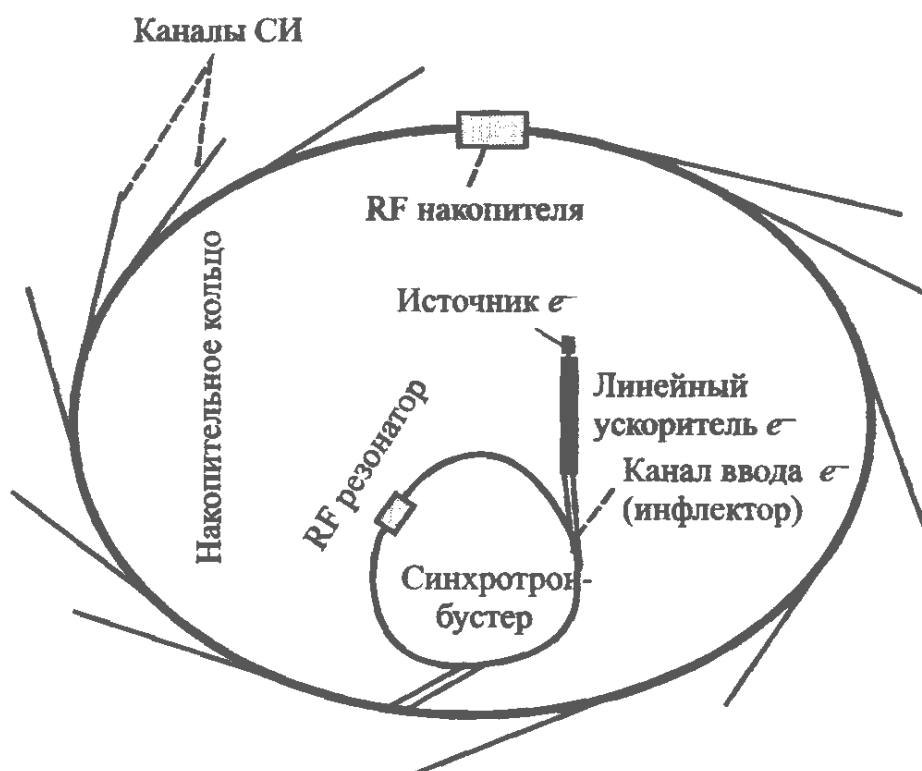 Каналы СИ
RF накопителя
Накопительное кольцо
Источник e⁻
Линейный
ускоритель e⁻
RF резонатор
Канал ввода e⁻
(инфлектор)
Синхротрон-
бустер